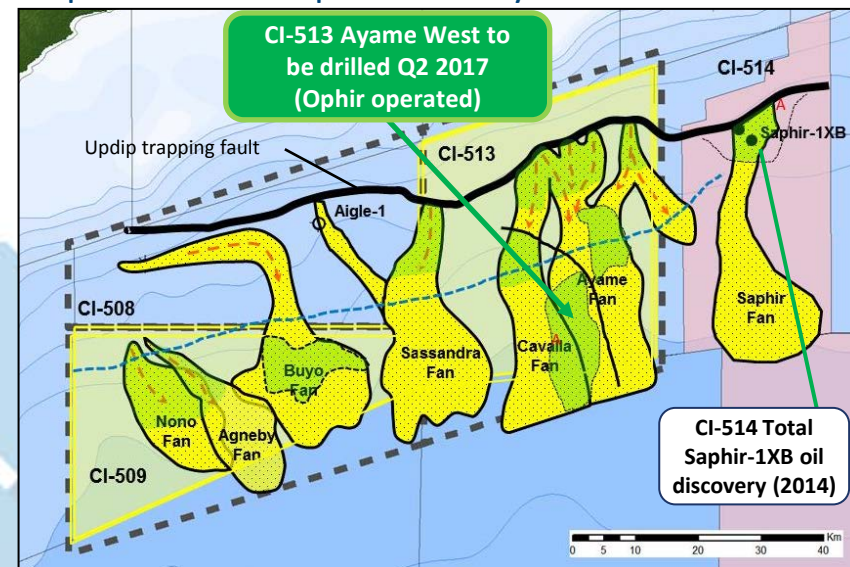 CI-513 Ayame West to
be drilled Q2 2017
(Ophir operated)
CI-514
A
Saphir-1XB
Updip trapping fault
CI-513
Aigle-1
CI-508
Ayame
Fan
Saphir
Fan
Sassandra
Fan
A
Cavalla
Fan
Buyo
Fan
Nono
Fan
Agneby
Fan
CI-509
CI-514 Total
Saphir-1XB oil
discovery (2014)
Km
0 5 10 20 30 40